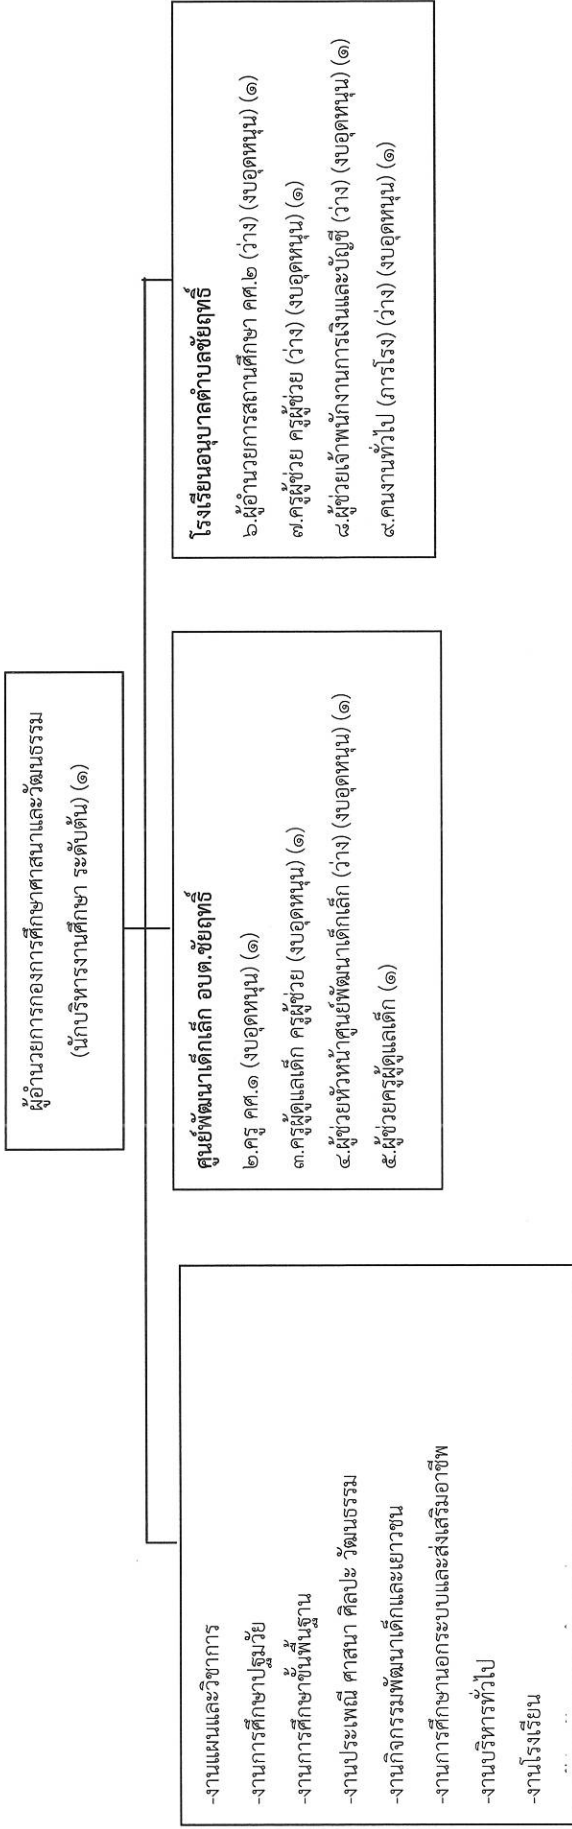 ผู้อำนวยการกองการศึกษาศาสนาและวัฒนธรรม
(นักบริหารงานศึกษา ระดับต้น) (๑)
-งานแผนและวิชาการ
-งานการศึกษาปฐมวัย
-งานการศึกษาขั้นพื้นฐาน
-งานประเพณี ศาสนา ศิลปะ วัฒนธรรม
-งานกิจกรรมพัฒนาเด็กและเยาวชน
-งานการศึกษานอกระบบและส่งเสริมอาชีพ
-งานบริหารทั่วไป
-งานโรงเรียน
ศูนย์พัฒนาเด็กเล็ก อบต.ชัยฤทธิ์
๒.ครู คศ.๑ (งบอุดหนุน) (๑)
๓.ครูผู้ดูแลเด็ก ครูผู้ช่วย (งบอุดหนุน) (๑)
๔.ผู้ช่วยหัวหน้าศูนย์พัฒนาเด็กเล็ก (ว่าง) (งบอุดหนุน) (๑)
๕.ผู้ช่วยครูผู้ดูแลเด็ก (๑)
โรงเรียนอนุบาลตำบลชัยฤทธิ์
๖.ผู้อำนวยการสถานศึกษา คศ.๒ (ว่าง) (งบอุดหนุน) (๑)
๗.ครูผู้ช่วย ครูผู้ช่วย (ว่าง) (งบอุดหนุน) (๑)
๘.ผู้ช่วยเจ้าพนักงานการเงินและบัญชี (ว่าง) (งบอุดหนุน) (๑)
๙.คนงานทั่วไป (ภารโรง) (ว่าง) (งบอุดหนุน) (๑)